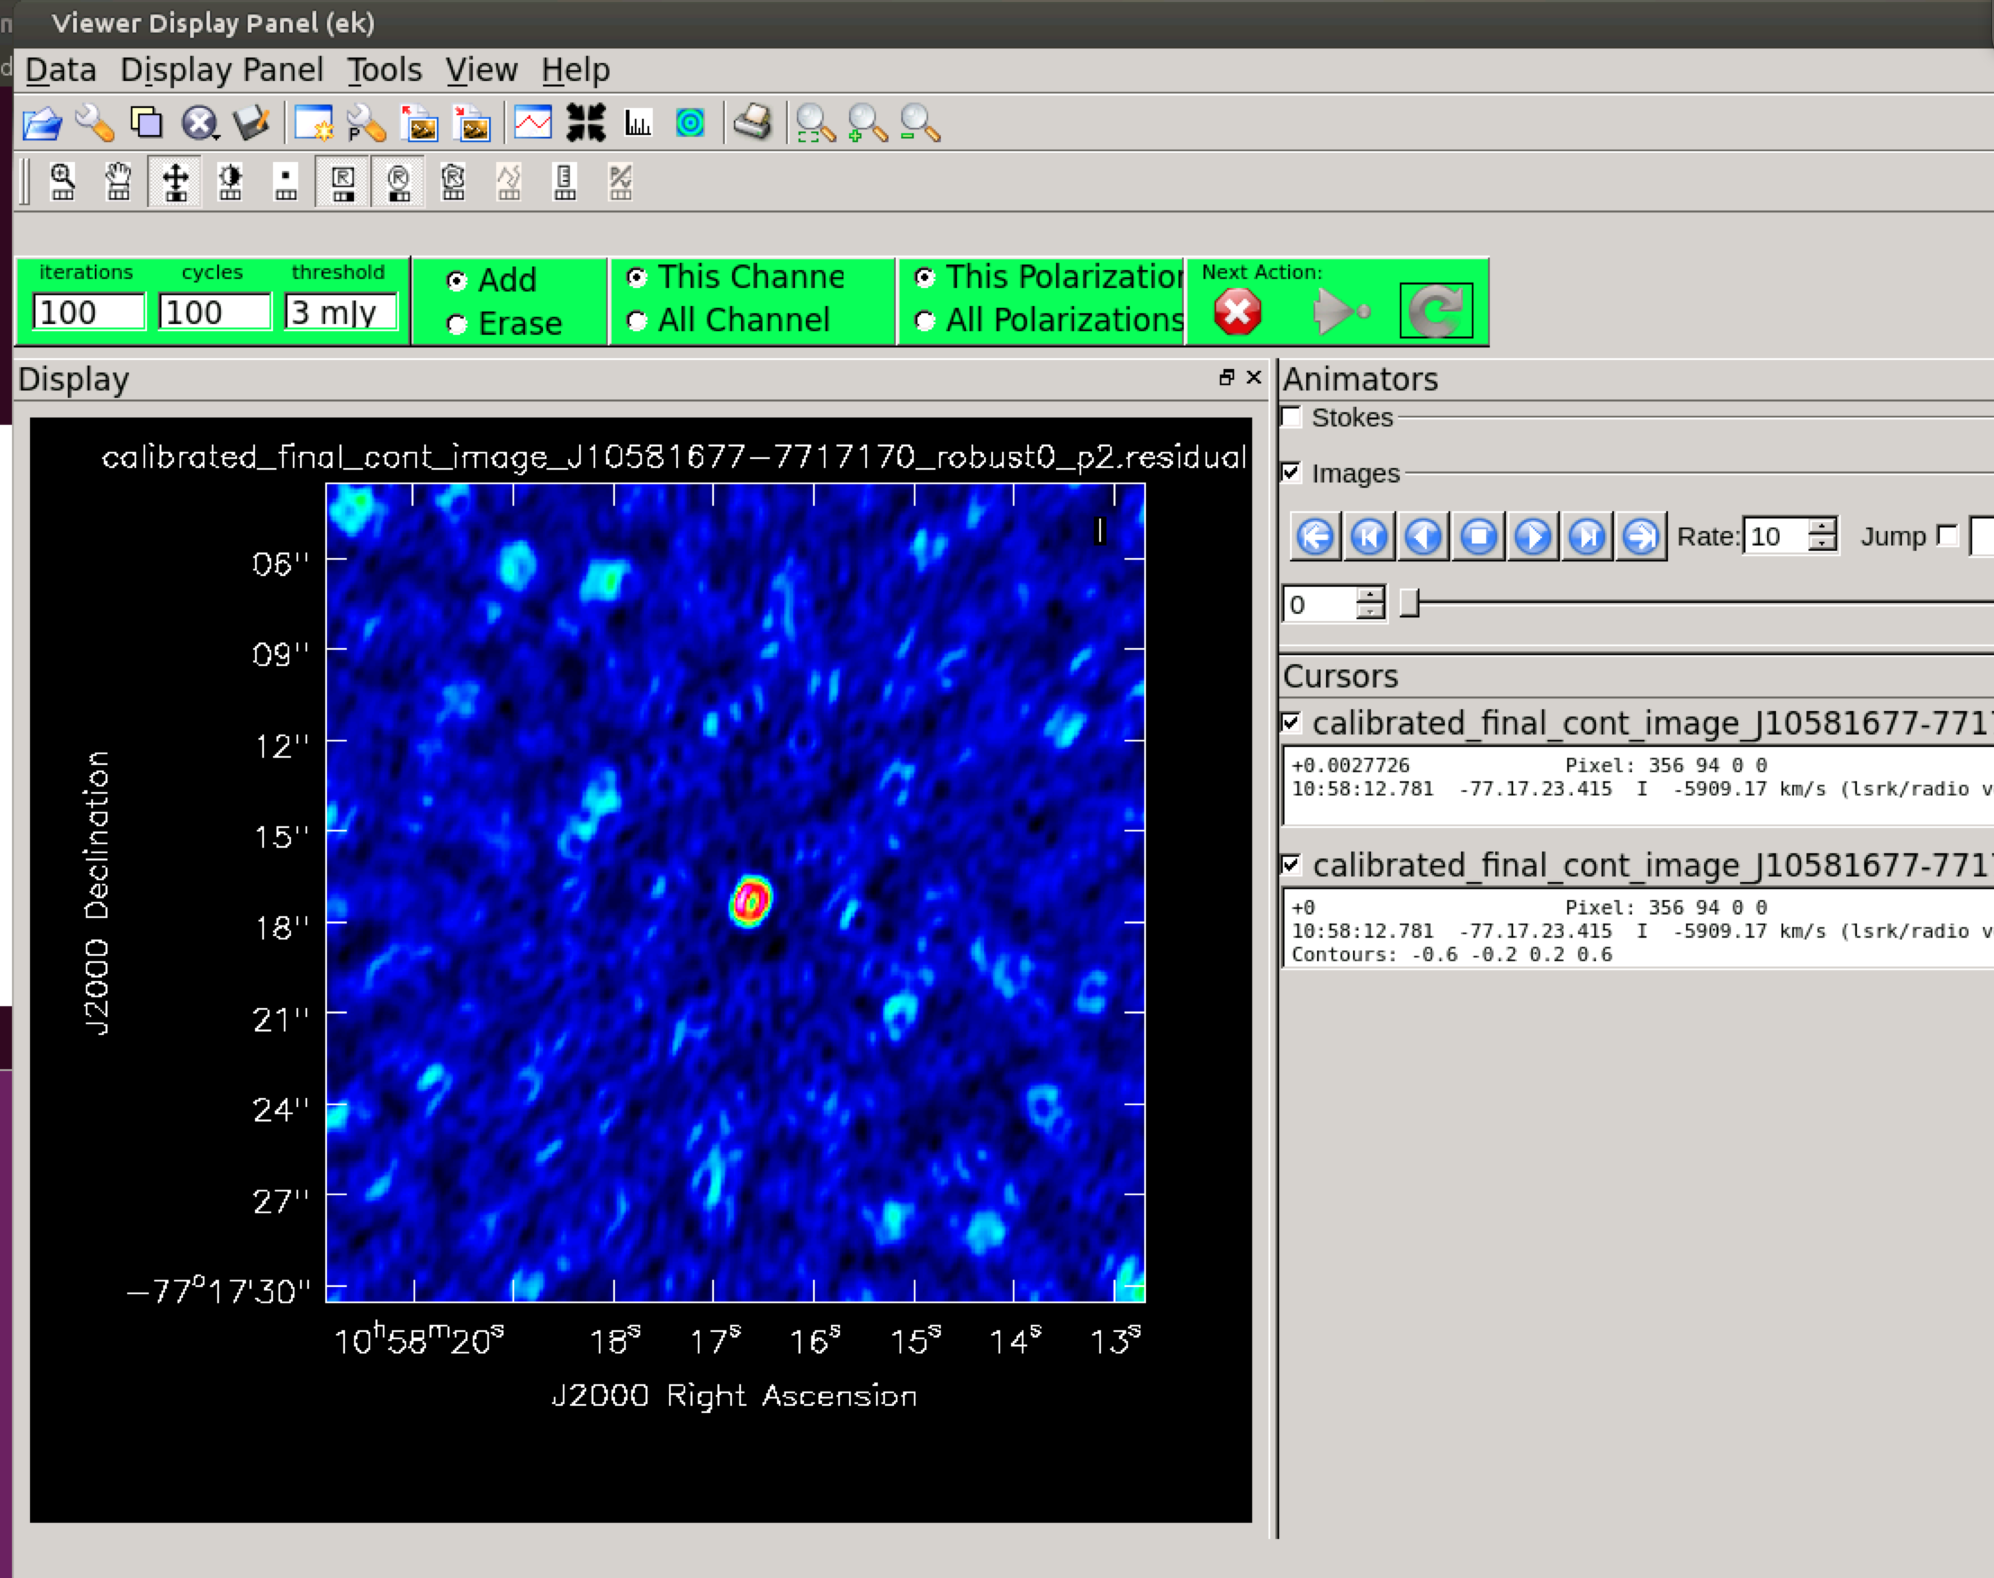 Viewer Display Panel (ek)
Data Display Panel Tools View Help
iterations cycles threshold
100 100 3 mJy
Add
Erase
This Channe
All Channel
This Polarization
All Polarizations
Next Action:
Display
calibrated_final_cont_image_J10581677-7717170_robust0_p2.residual
I
06"
09"
12"
15"
18"
21"
24"
27"
-77°17'30"
J2000 Declination
10h58m20s 18s 17s 16s 15s 14s 13s
J2000 Right Ascension
Animators
Stokes
Images
Rate: 10 Jump
0
Cursors
calibrated_final_cont_image_J10581677-771
+0.0027726 Pixel: 356 94 0 0
10:58:12.781 -77.17.23.415 I -5909.17 km/s (lsrk/radio v
calibrated_final_cont_image_J10581677-771
+0 Pixel: 356 94 0 0
10:58:12.781 -77.17.23.415 I -5909.17 km/s (lsrk/radio v
Contours: -0.6 -0.2 0.2 0.6